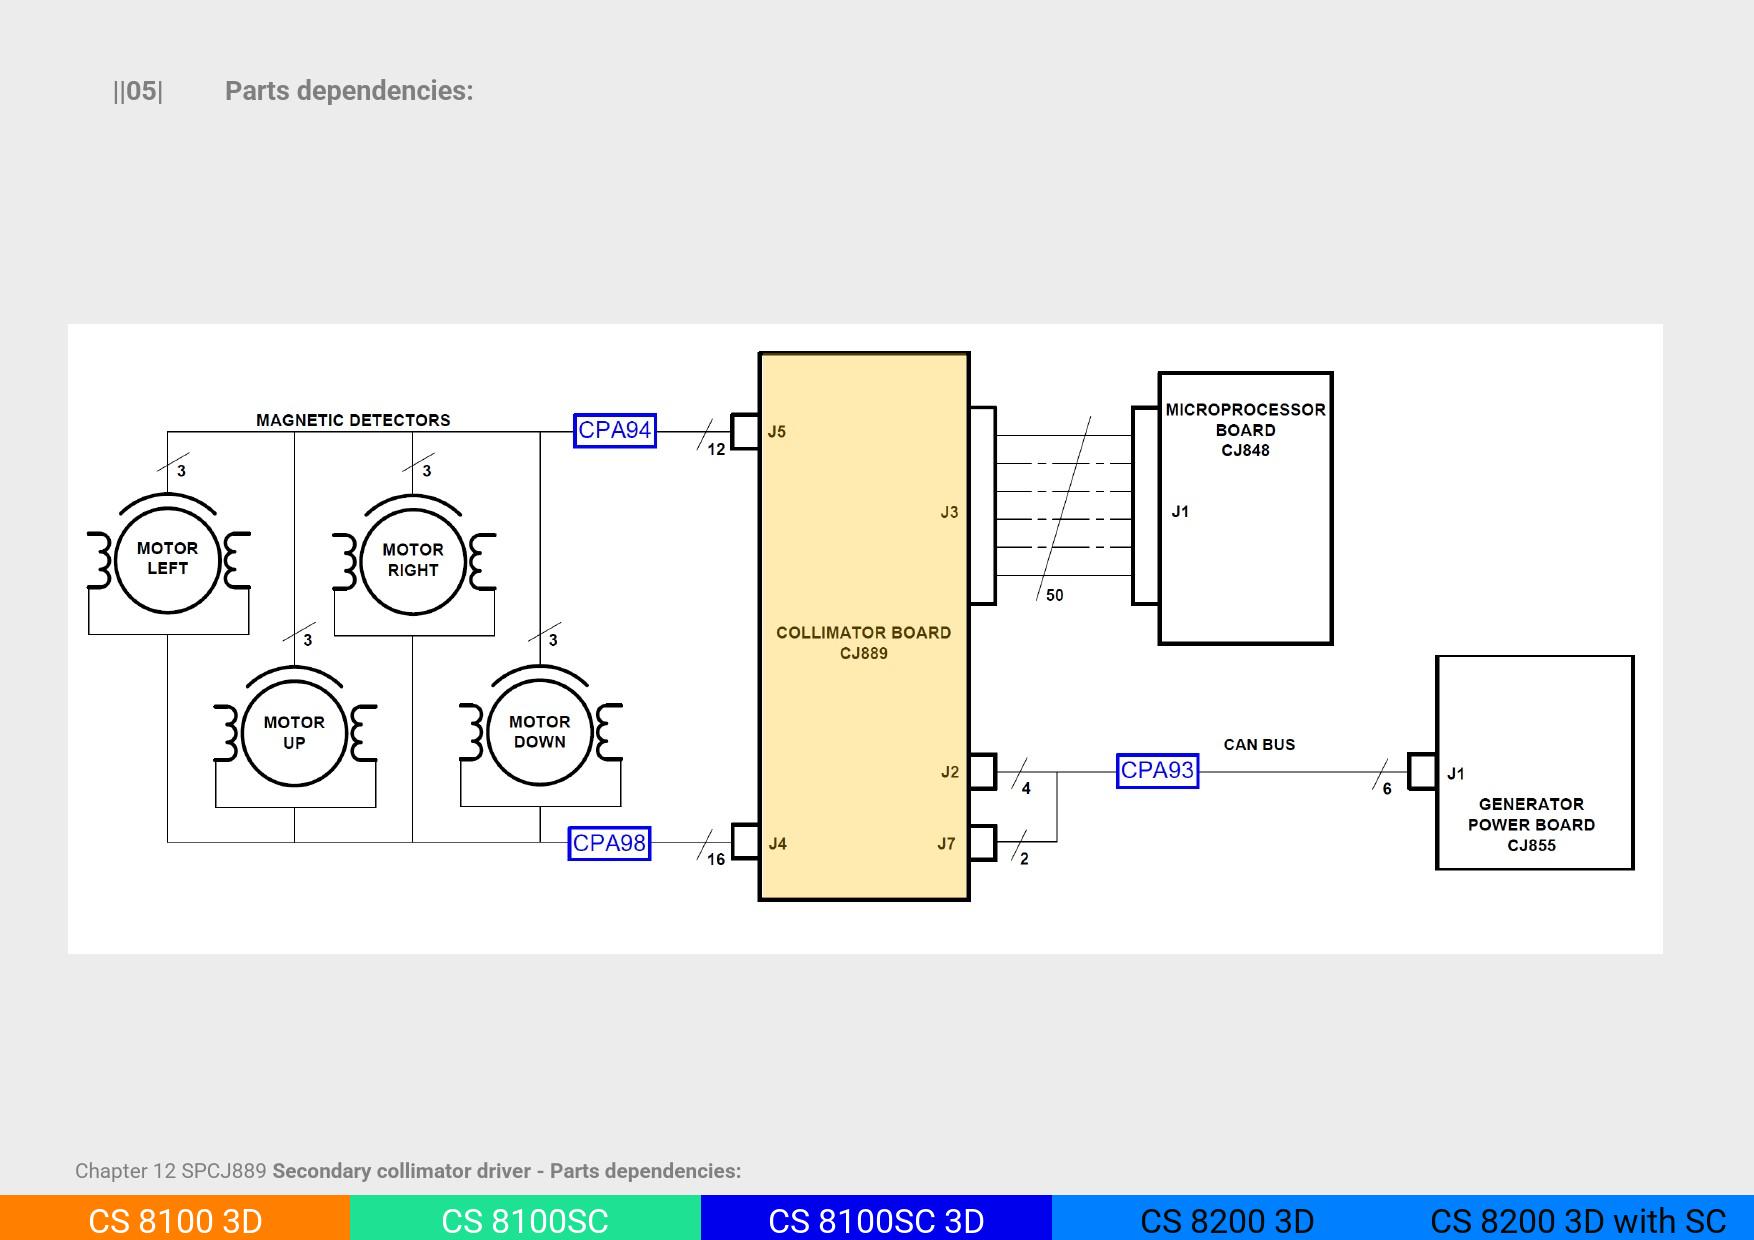 ||05| Parts dependencies:
MAGNETIC DETECTORS
CPA94
12
J5
3
3
MOTOR
LEFT
MOTOR
RIGHT
3
3
MOTOR
UP
MOTOR
DOWN
CPA98
16
J4
J3
COLLIMATOR BOARD
CJ889
J2
J7
50
MICROPROCESSOR
BOARD
CJ848
J1
4
2
CPA93
CAN BUS
6
J1
GENERATOR
POWER BOARD
CJ855
Chapter 12 SPCJ889 Secondary collimator driver - Parts dependencies:
CS 8100 3D
CS 8100SC
CS 8100SC 3D
CS 8200 3D
CS 8200 3D with SC